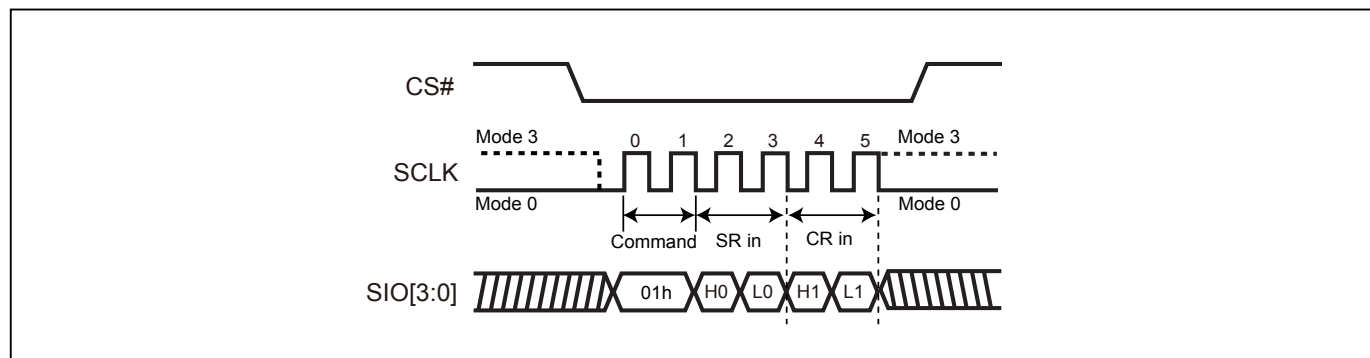 CS#
Mode 3 0 1 2 3 4 5 Mode 3
SCLK
Mode 0 Mode 0
Command SR in CR in
SIO[3:0] 01h H0 L0 H1 L1